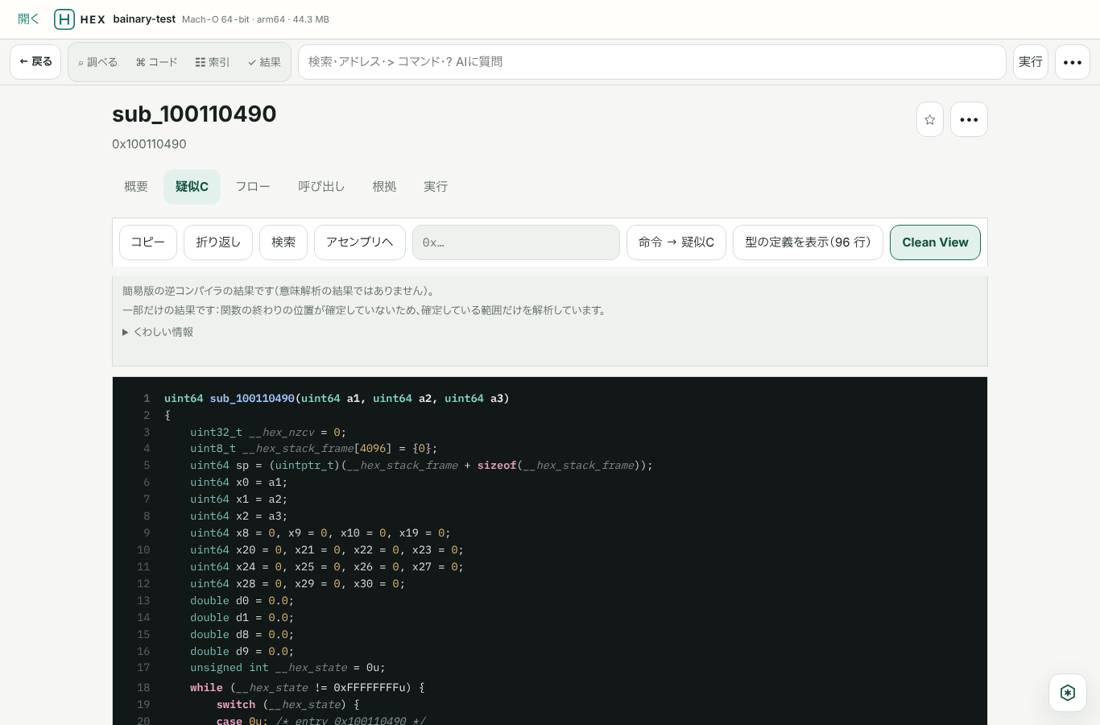 開く HEX bainary-test Mach-O 64-bit · arm64 · 44.3 MB
← 戻る 調べる ⌘ コード 索引 ✓ 結果 検索・アドレス・> コマンド・? AIに質問 実行 •••
sub_100110490
☆ •••
0x100110490
概要 疑似C フロー 呼び出し 根拠 実行
コピー 折り返し 検索 アセンブリへ 0x… 命令 → 疑似C 型の定義を表示（96 行） Clean View
簡易版の逆コンパイラの結果です（意味解析の結果ではありません）。
一部だけの結果です：関数の終わりの位置が確定していないため、確定している範囲だけを解析しています。
▶ くわしい情報
1 uint64 sub_100110490(uint64 a1, uint64 a2, uint64 a3)
2 {
3 uint32_t __hex_nzcv = 0;
4 uint8_t __hex_stack_frame[4096] = {0};
5 uint64 sp = (uintptr_t)(__hex_stack_frame + sizeof(__hex_stack_frame));
6 uint64 x0 = a1;
7 uint64 x1 = a2;
8 uint64 x2 = a3;
9 uint64 x8 = 0, x9 = 0, x10 = 0, x19 = 0;
10 uint64 x20 = 0, x21 = 0, x22 = 0, x23 = 0;
11 uint64 x24 = 0, x25 = 0, x26 = 0, x27 = 0;
12 uint64 x28 = 0, x29 = 0, x30 = 0;
13 double d0 = 0.0;
14 double d1 = 0.0;
15 double d8 = 0.0;
16 double d9 = 0.0;
17 unsigned int __hex_state = 0u;
18 while (__hex_state != 0xFFFFFFFFu) {
19 switch (__hex_state) {
20 case 0u: /* entry 0x100110490 */